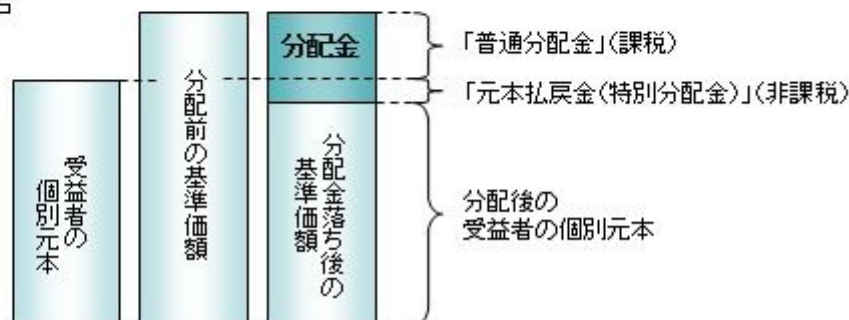 受益者の
個別元本
分配前の基準価額
分配金
分配金落ち後の
基準価額
「普通分配金」(課税)
「元本払戻金(特別分配金)」(非課税)
分配後の
受益者の個別元本